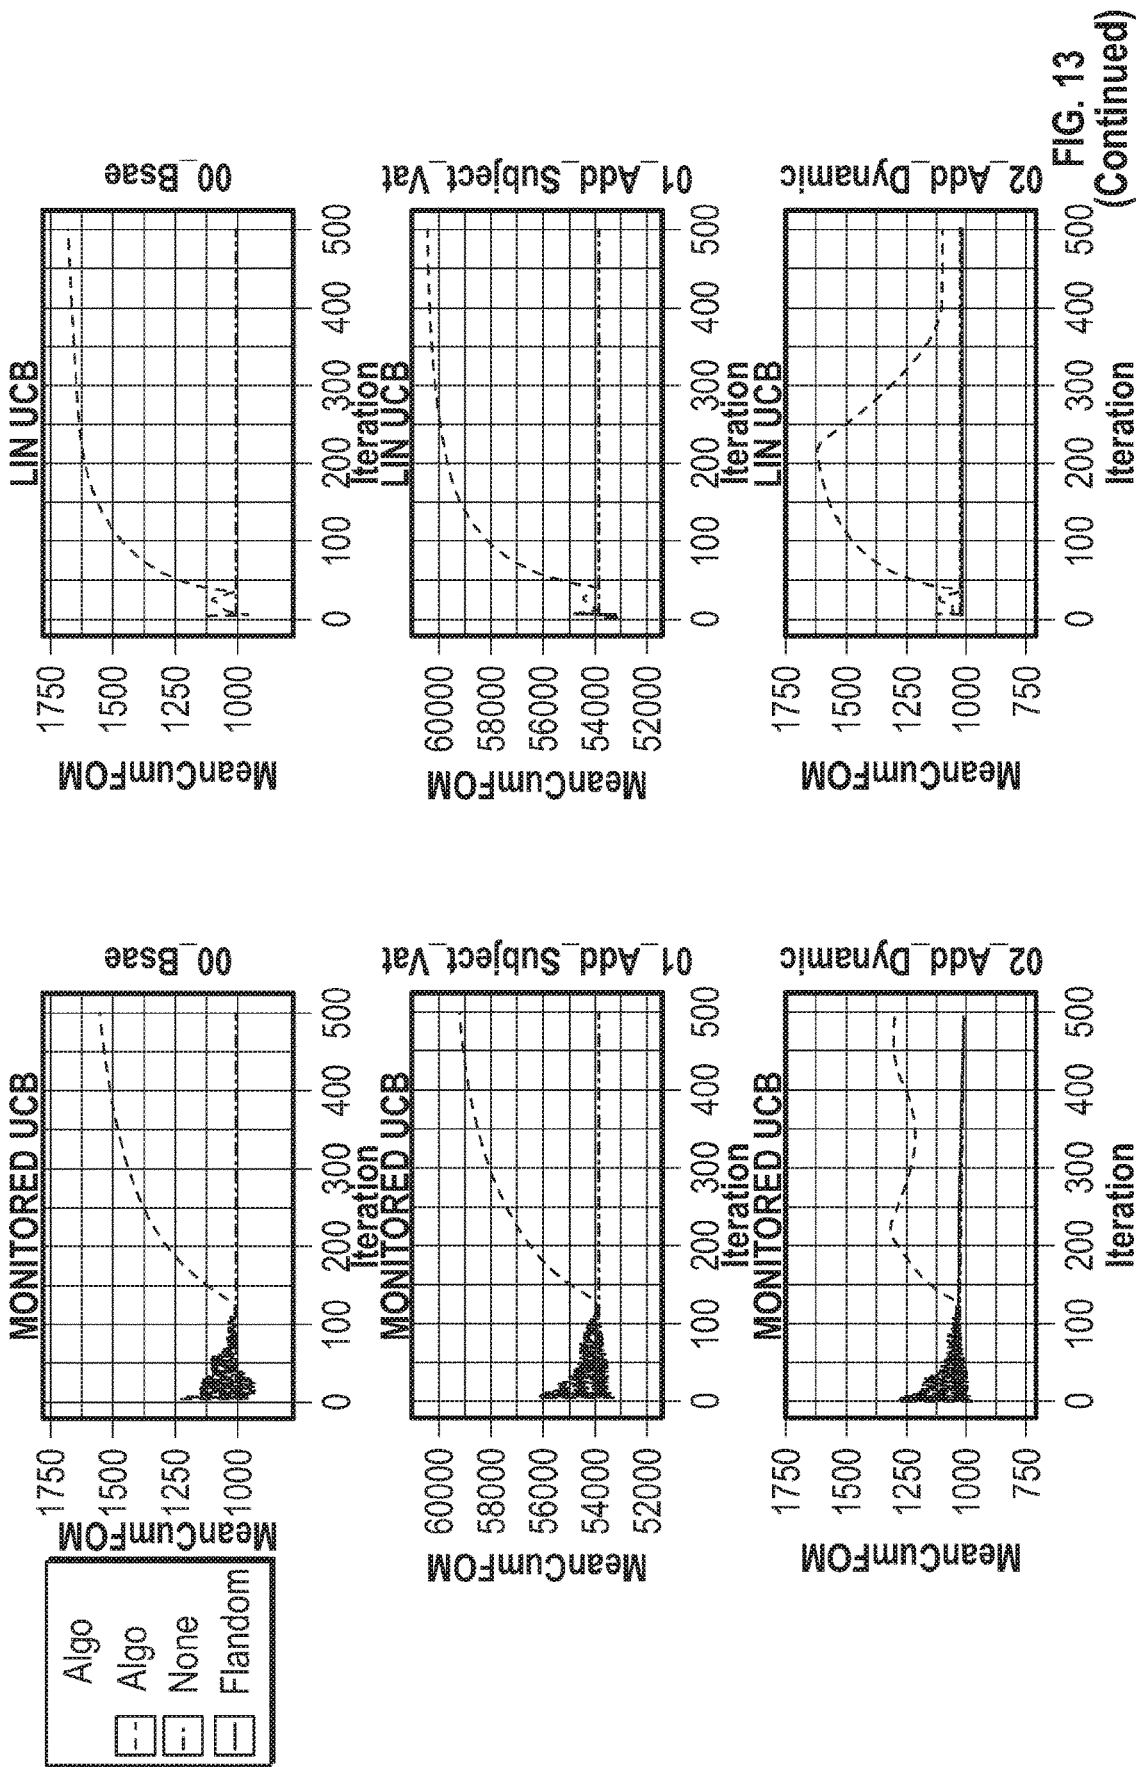 Algo
Algo
None
Flandom
MONITORED UCB
MeanCumFOM
1750
1500
1250
1000
0
100
200
300
400
500
Iteration
00_Bsae
LIN UCB
MeanCumFOM
1750
1500
1250
1000
0
100
200
300
400
500
Iteration
00_Bsae
MONITORED UCB
MeanCumFOM
60000
58000
56000
54000
52000
0
100
200
300
400
500
Iteration
01_Add_Subject_Vat
LIN UCB
MeanCumFOM
60000
58000
56000
54000
52000
0
100
200
300
400
500
Iteration
01_Add_Subject_Vat
MONITORED UCB
MeanCumFOM
1750
1500
1250
1000
750
0
100
200
300
400
500
Iteration
02_Add_Dynamic
LIN UCB
MeanCumFOM
1750
1500
1250
1000
750
0
100
200
300
400
500
Iteration
02_Add_Dynamic
FIG. 13
(Continued)